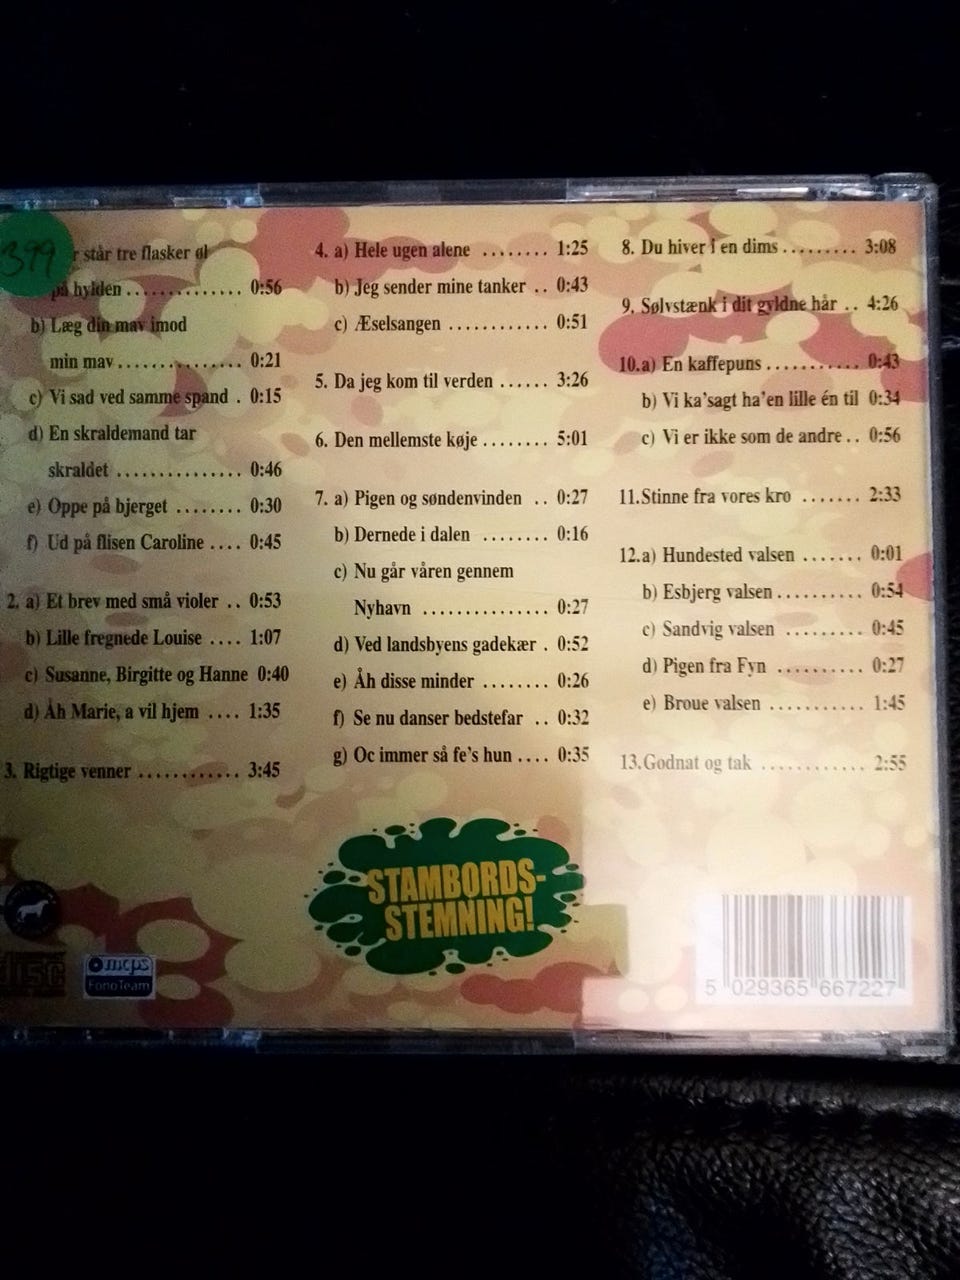 399
står tre flasker øl
på hylden .............. 0:56
b) Læg din mav imod
min mav ............... 0:21
c) Vi sad ved samme spand . 0:15
d) En skraldemand tar
skraldet ............... 0:46
e) Oppe på bjerget ........ 0:30
f) Ud på flisen Caroline .... 0:45
2. a) Et brev med små violer .. 0:53
b) Lille fregnede Louise .... 1:07
c) Susanne, Birgitte og Hanne 0:40
d) Åh Marie, a vil hjem .... 1:35
3. Rigtige venner ............ 3:45
4. a) Hele ugen alene ........ 1:25
b) Jeg sender mine tanker .. 0:43
c) Æselsangen ............ 0:51
5. Da jeg kom til verden ...... 3:26
6. Den mellemste køje ........ 5:01
7. a) Pigen og søndenvinden .. 0:27
b) Dernede i dalen ........ 0:16
c) Nu går våren gennem
Nyhavn ............... 0:27
d) Ved landsbyens gadekær . 0:52
e) Åh disse minder ........ 0:26
f) Se nu danser bedstefar .. 0:32
g) Oc immer så fe's hun .... 0:35
8. Du hiver i en dims ......... 3:08
9. Sølvstænk i dit gyldne hår .. 4:26
10.a) En kaffepuns ........... 0:43
b) Vi ka'sagt ha'en lille én til 0:34
c) Vi er ikke som de andre .. 0:56
11.Stinne fra vores kro ....... 2:33
12.a) Hundested valsen ....... 0:01
b) Esbjerg valsen .......... 0:54
c) Sandvig valsen ......... 0:45
d) Pigen fra Fyn .......... 0:27
e) Broue valsen ........... 1:45
13.Godnat og tak ............ 2:55
STAMBORDS-
STEMNING!
disc
mcps
FonoTeam
5 029365 667227